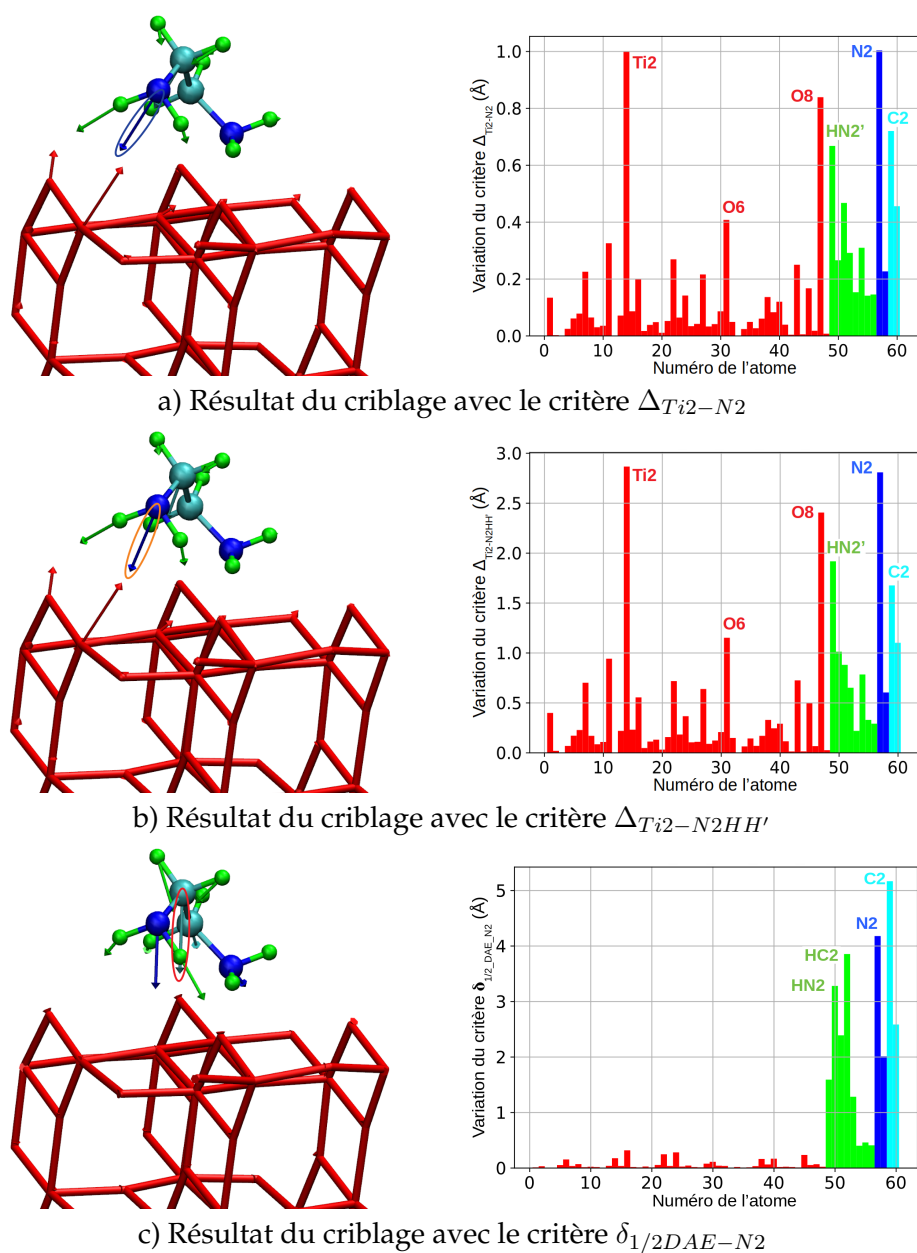 1.0
0.8
0.6
0.4
0.2
0.0
Variation du critère Δ_Ti2-N2 (Å)
Ti2
O6
O8
HN2’
N2
C2
0 10 20 30 40 50 60
Numéro de l’atome
a) Résultat du criblage avec le critère Δ_{Ti2−N2}
3.0
2.5
2.0
1.5
1.0
0.5
0.0
Variation du critère Δ_Ti2-N2HH' (Å)
Ti2
O6
O8
HN2’
N2
C2
0 10 20 30 40 50 60
Numéro de l’atome
b) Résultat du criblage avec le critère Δ_{Ti2−N2HH′}
5
4
3
2
1
0
Variation du critère δ_1/2_DAE_N2 (Å)
HN2
HC2
N2
C2
0 10 20 30 40 50 60
Numéro de l’atome
c) Résultat du criblage avec le critère δ_{1/2DAE−N2}